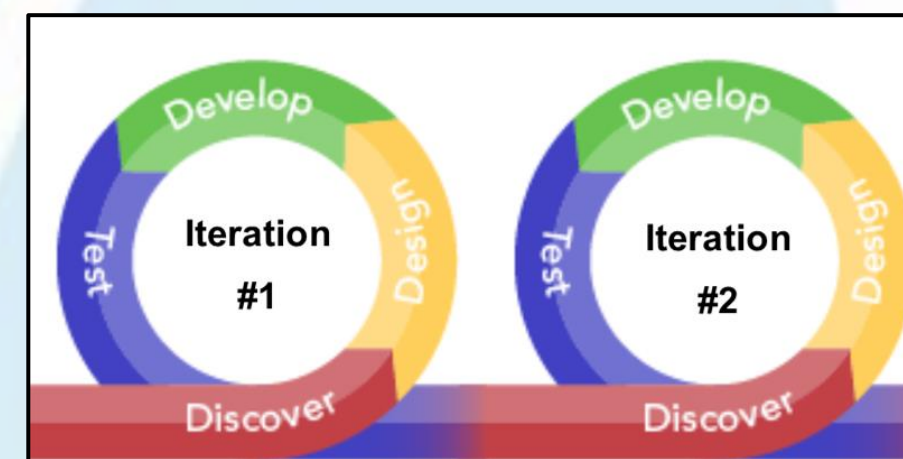 Develop
Design
Test
Iteration
#1
Discover
Develop
Design
Test
Iteration
#2
Discover